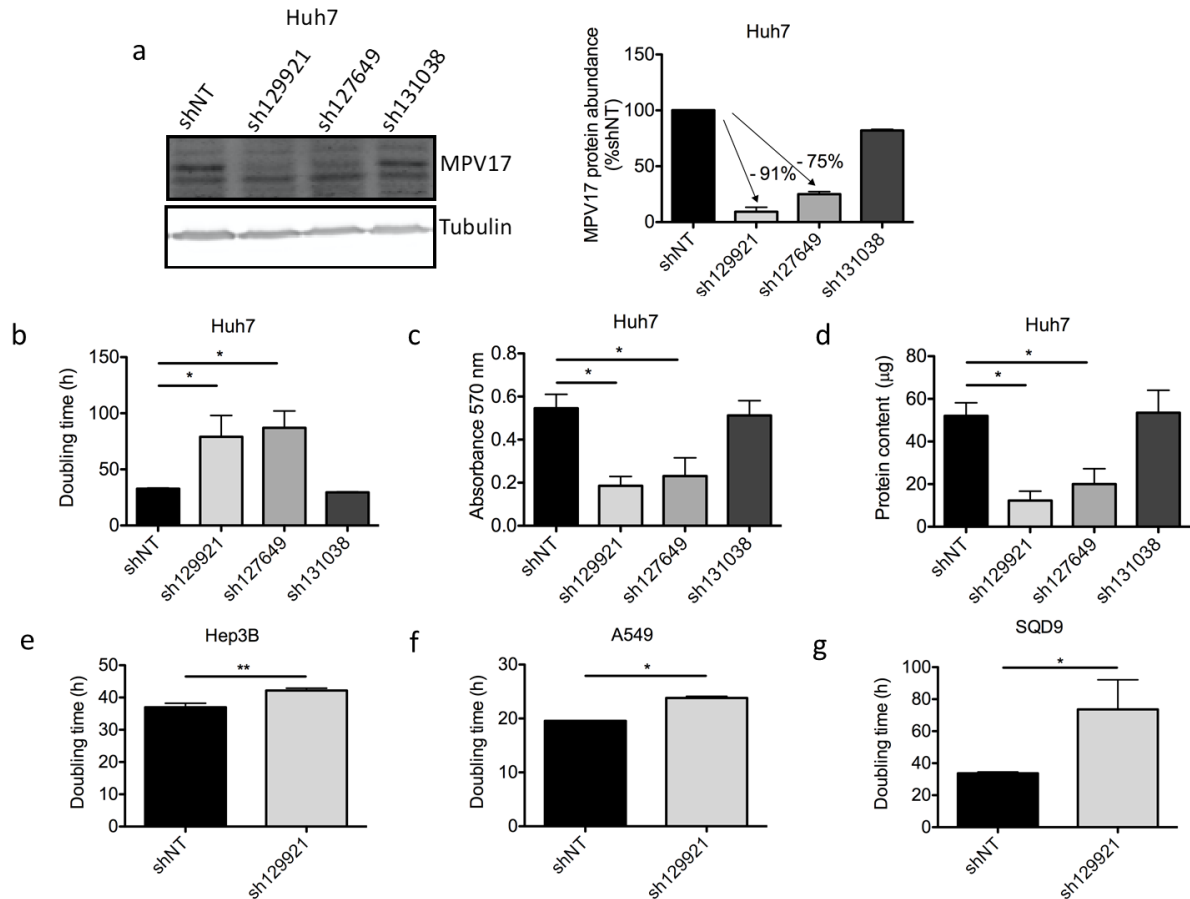 Huh7
a
shNT
sh129921
sh127649
sh131038
MPV17
Tubulin
Huh7
MPV17 protein abundance
(%shNT)
150
100
50
0
- 91%
- 75%
shNT
sh129921
sh127649
sh131038
b
Huh7
Doubling time (h)
150
100
50
0
*
*
shNT
sh129921
sh127649
sh131038
c
Huh7
Absorbance 570 nm
0.8
0.6
0.4
0.2
0.0
*
*
shNT
sh129921
sh127649
sh131038
d
Huh7
Protein content (µg)
80
60
40
20
0
*
*
shNT
sh129921
sh127649
sh131038
e
Hep3B
Doubling time (h)
50
40
30
20
10
0
**
shNT
sh129921
f
A549
Doubling time (h)
30
20
10
0
*
shNT
sh129921
g
SQD9
Doubling time (h)
100
80
60
40
20
0
*
shNT
sh129921